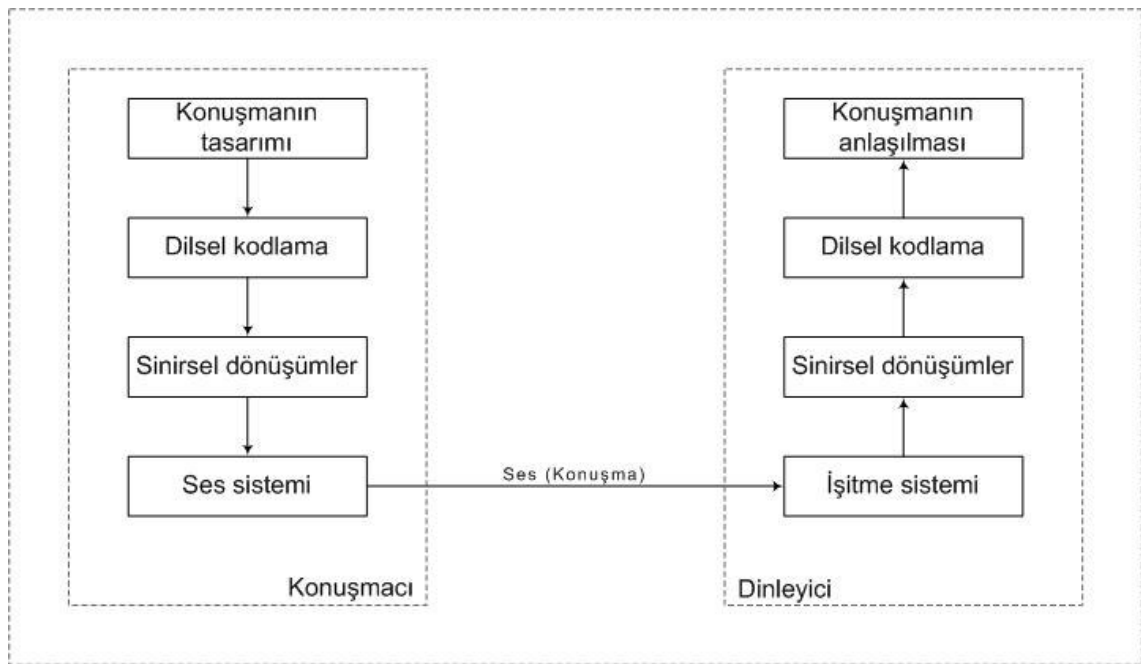 Konuşmanın
tasarımı
Dilsel kodlama
Sinirsel dönüşümler
Ses sistemi
Konuşmacı
Ses (Konuşma)
Konuşmanın
anlaşılması
Dilsel kodlama
Sinirsel dönüşümler
İşitme sistemi
Dinleyici